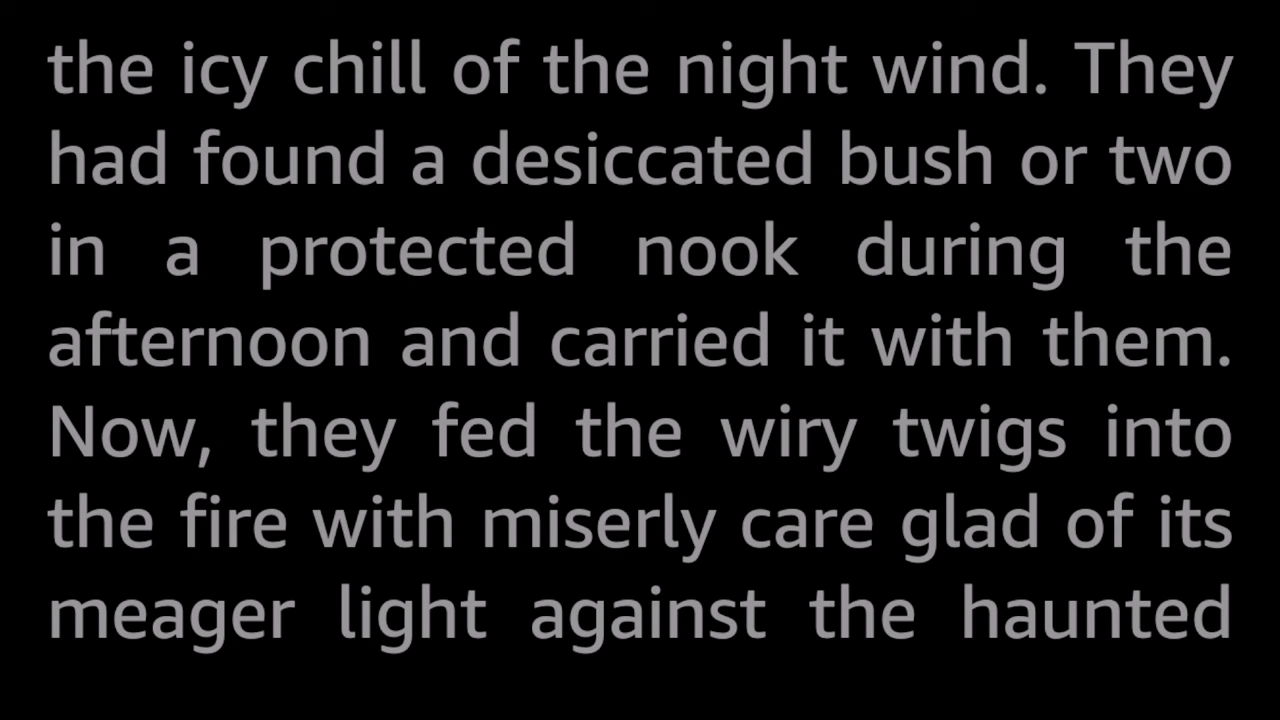 the icy chill of the night wind. They
had found a desiccated bush or two
in a protected nook during the
afternoon and carried it with them.
Now, they fed the wiry twigs into
the fire with miserly care glad of its
meager light against the haunted